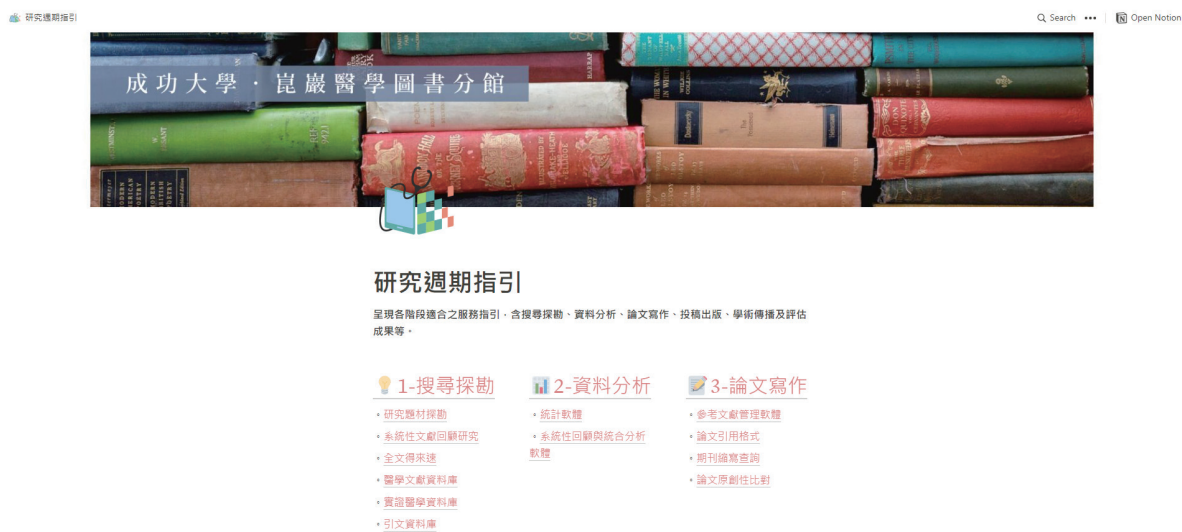 研究週期指引
Search
Open Notion
成功大學·崑巖醫學圖書分館
研究週期指引
呈現各階段適合之服務指引，含搜尋探勘、資料分析、論文寫作、投稿出版、學術傳播及評估
成果等。
1-搜尋探勘
◦研究題材探勘
◦系統性文獻回顧研究
◦全文得來速
◦醫學文獻資料庫
◦實證醫學資料庫
◦引文資料庫
2-資料分析
◦統計軟體
◦系統性回顧與統合分析
軟體
3-論文寫作
◦參考文獻管理軟體
◦論文引用格式
◦期刊縮寫查詢
◦論文原創性比對